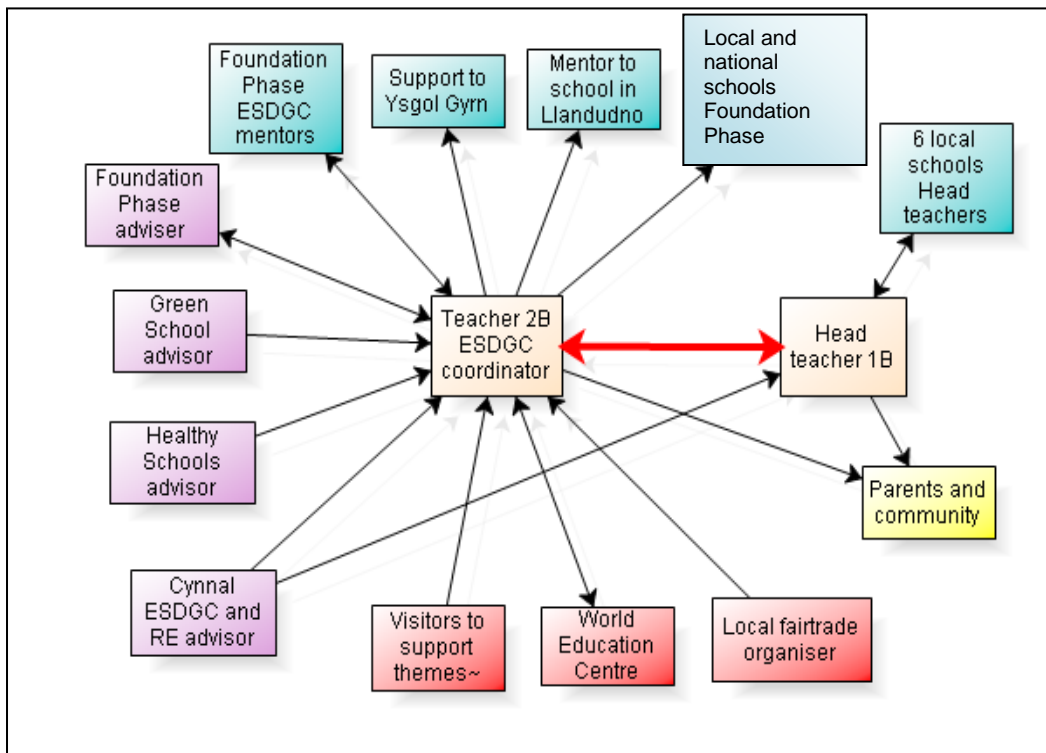 Foundation
Phase
ESDGC
mentors
Support to
Ysgol Gyrn
Mentor to
school in
Llandudno
Local and
national
schools
Foundation
Phase
6 local
schools
Head
teachers
Foundation
Phase
adviser
Green
School
advisor
Teacher 2B
ESDGC
coordinator
Head
teacher 1B
Healthy
Schools
advisor
Parents and
community
Cynnal
ESDGC and
RE advisor
Visitors to
support
themes~
World
Education
Centre
Local fairtrade
organiser